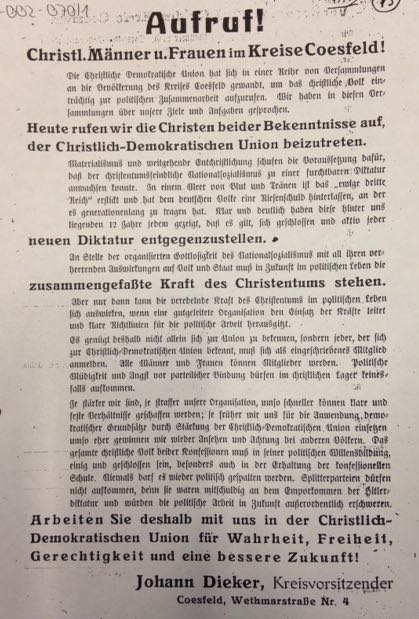 -002-0701/1
Aufruf!
Christl. Männer u. Frauen im Kreise Coesfeld!
Die Christliche Demokratische Union hat sich in einer Reihe von Versammlungen
an die Bevölkerung des Kreises Coesfeld gewandt, um das christliche Volk ein-
trächtig zur politischen Zusammenarbeit aufzurufen. Wir haben in diesen Ver-
sammlungen über unsere Ziele und Aufgaben gesprochen.
Heute rufen wir die Christen beider Bekenntnisse auf,
der Christlich-Demokratischen Union beizutreten.
Materialismus und weitgehende Entchristlichung schufen die Voraussetzung dafür,
daß der christentumsfeindliche Nationalsozialismus zu einer furchtbaren Diktatur
anwachsen konnte. In einem Meer von Blut und Tränen ist das „ewige dritte
Reich“ erstickt und hat dem deutschen Volke eine Riesenschuld hinterlassen, an der
es generationenlang zu tragen hat. Klar und deutlich haben diese hinter uns
liegenden 12 Jahre jedem gezeigt, daß es gilt, sich geschlossen und aktiv jeder
neuen Diktatur entgegenzustellen.
An Stelle der organisierten Gottlosigkeit des Nationalsozialismus mit all ihren ver-
heerenden Auswirkungen auf Volk und Staat muß in Zukunft im politischen Leben die
zusammengefaßte Kraft des Christentums stehen.
Aber nur dann kann die veredelnde Kraft des Christentums im politischen Leben
sich auswirken, wenn eine gutgeleitete Organisation den Einsatz der Kräfte leitet
und klare Richtlinien für die politische Arbeit herausgibt.
Es genügt deshalb nicht allein sich zur Union zu bekennen, sondern jeder, der sich
zur Christlich-Demokratischen Union bekennt, muß sich als eingeschriebenes Mitglied
anmelden. Alle Männer und Frauen können Mitglieder werden. Politische
Müdigkeit und Angst vor parteilicher Bindung dürfen im christlichen Lager keines-
falls aufkommen.
Je stärker wir sind, je straffer unsere Organisation, umso schneller können klare und
feste Verhältnisse geschaffen werden; je früher wir uns für die Anwendung demo-
kratischer Grundsätze durch Stärkung der Christlich-Demokratischen Union einsetzen
umso eher gewinnen wir wieder Ansehen und Achtung bei anderen Völkern. Das
gesamte christliche Volk beider Konfessionen muß in seiner politischen Willensbildung,
einig und geschlossen sein, besonders auch in der Erhaltung der konfessionellen
Schule. Niemals darf es wieder politisch gespalten werden. Splitterparteien dürfen
nicht aufkommen, denn sie waren mitschuldig an dem Emporkommen der Hitler-
diktatur und würden die politische Arbeit in Zukunft außerordentlich erschweren.
Arbeiten Sie deshalb mit uns in der Christlich-
Demokratischen Union für Wahrheit, Freiheit,
Gerechtigkeit und eine bessere Zukunft!
Johann Dieker, Kreisvorsitzender
Coesfeld, Wethmarstraße Nr. 4